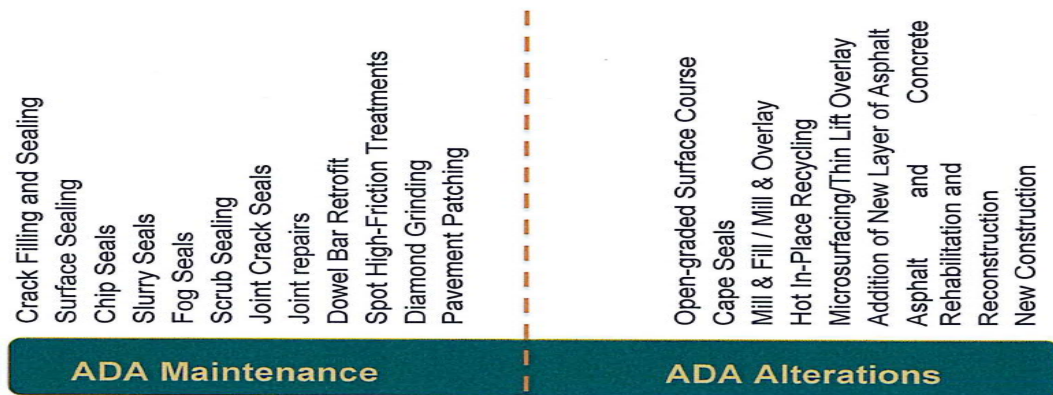 Crack Filling and Sealing
Surface Sealing
Chip Seals
Slurry Seals
Fog Seals
Scrub Sealing
Joint Crack Seals
Joint repairs
Dowel Bar Retrofit
Spot High-Friction Treatments
Diamond Grinding
Pavement Patching
Open-graded Surface Course
Cape Seals
Mill & Fill / Mill & Overlay
Hot In-Place Recycling
Microsurfacing/Thin Lift Overlay
Addition of New Layer of Asphalt
Asphalt and Concrete
Rehabilitation and
Reconstruction
New Construction
ADA Maintenance
ADA Alterations